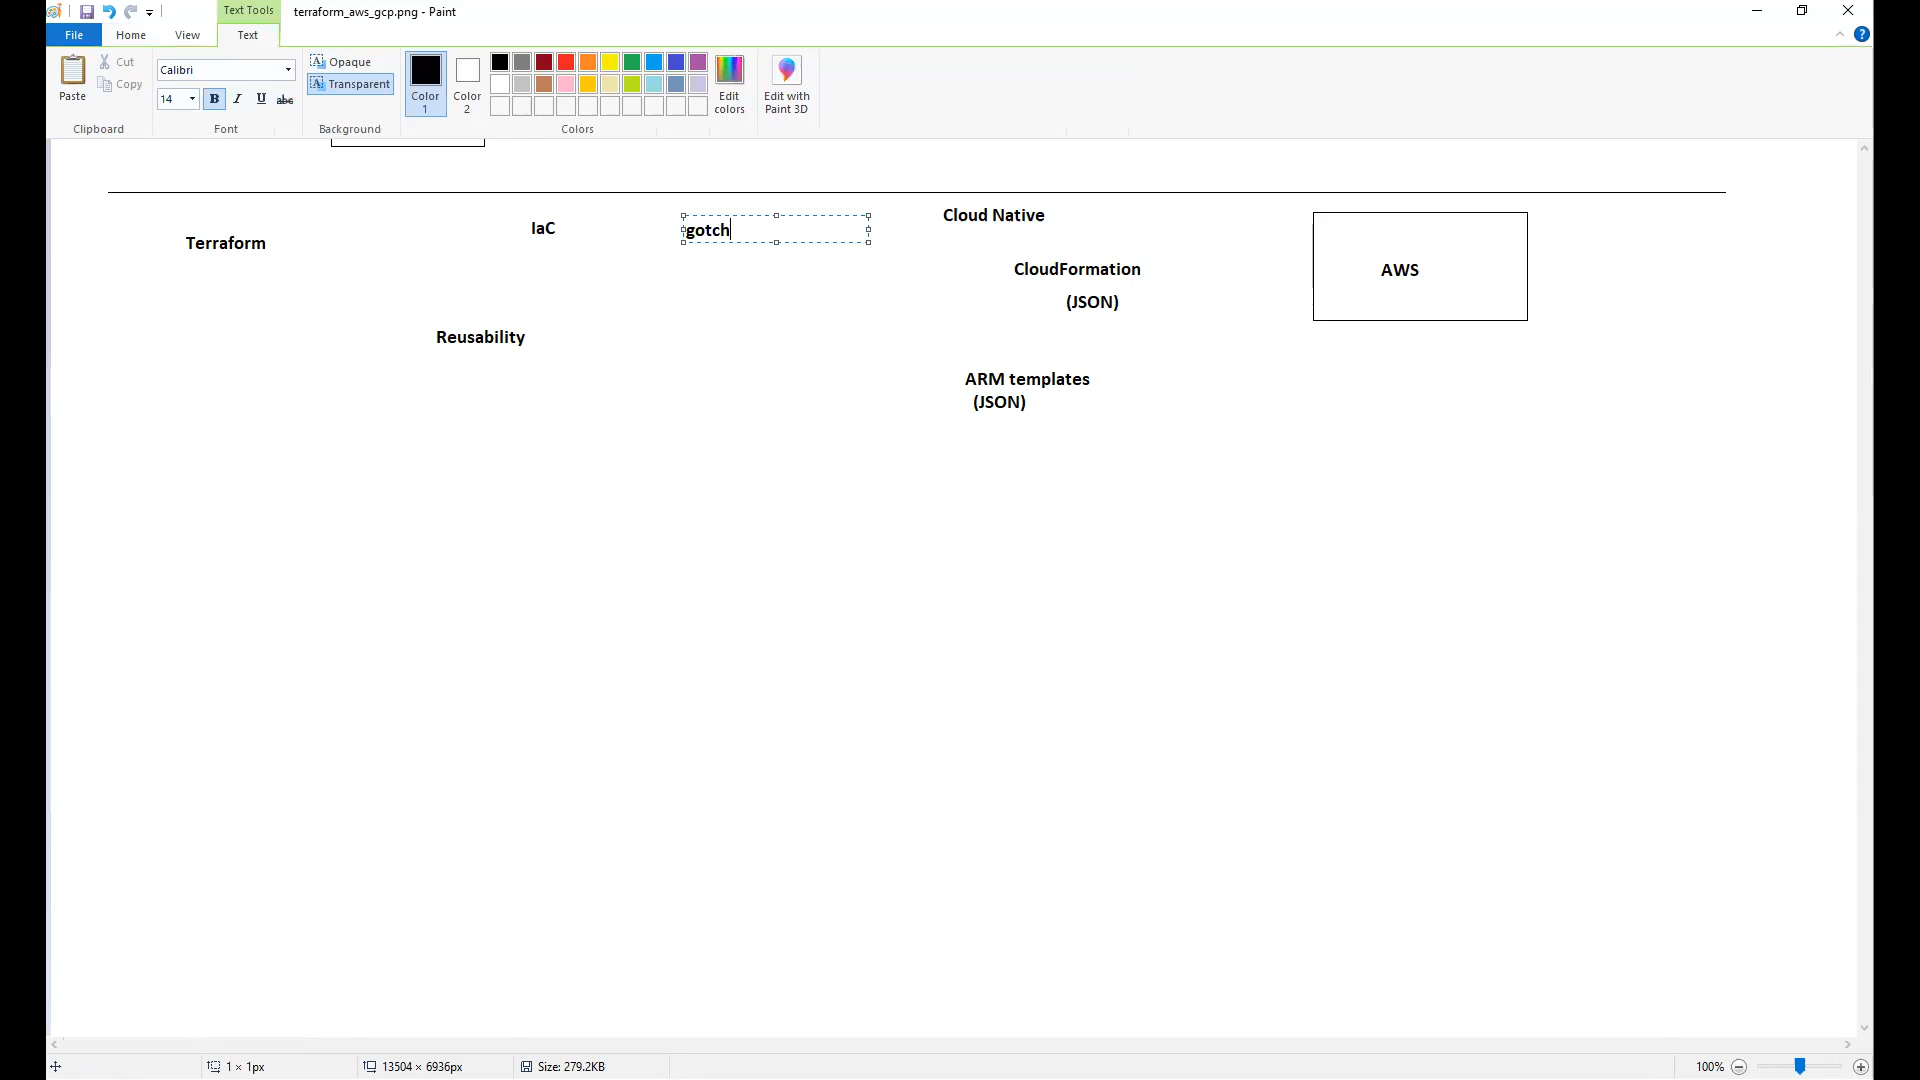 Text Tools
terraform_aws_gcp.png - Paint
File
Home
View
Text
Paste
Cut
Copy
Clipboard
Calibri
14
B
I
U
abc
Font
Opaque
Transparent
Background
Color
1
Color
2
Edit
colors
Colors
Edit with
Paint 3D
Terraform
IaC
gotch
Cloud Native
CloudFormation
(JSON)
AWS
Reusability
ARM templates
(JSON)
1 × 1px
13504 × 6936px
Size: 279.2KB
100%